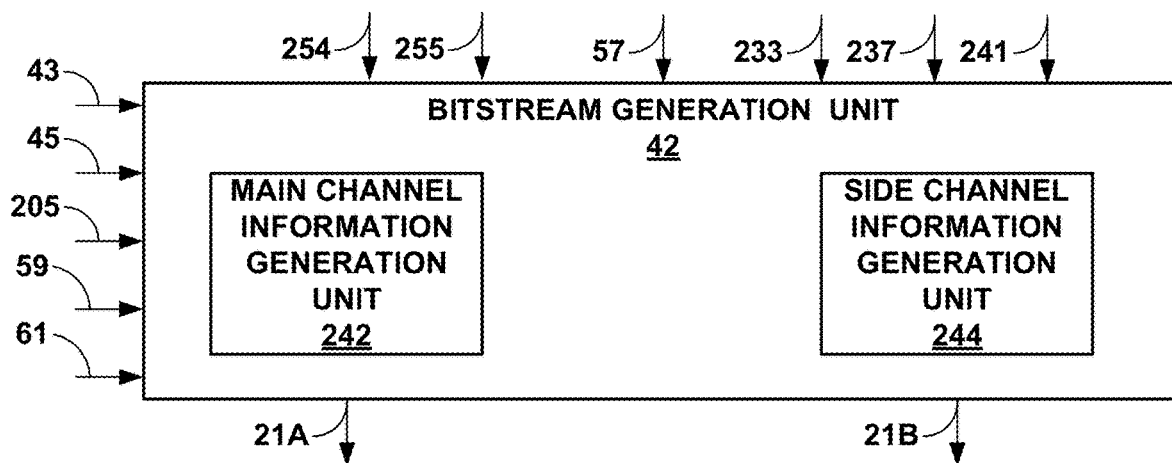 254 255 57 233 237 241
43
BITSTREAM GENERATION UNIT
42
45
MAIN CHANNEL
INFORMATION
GENERATION
UNIT
242
SIDE CHANNEL
INFORMATION
GENERATION
UNIT
244
205
59
61
21A 21B